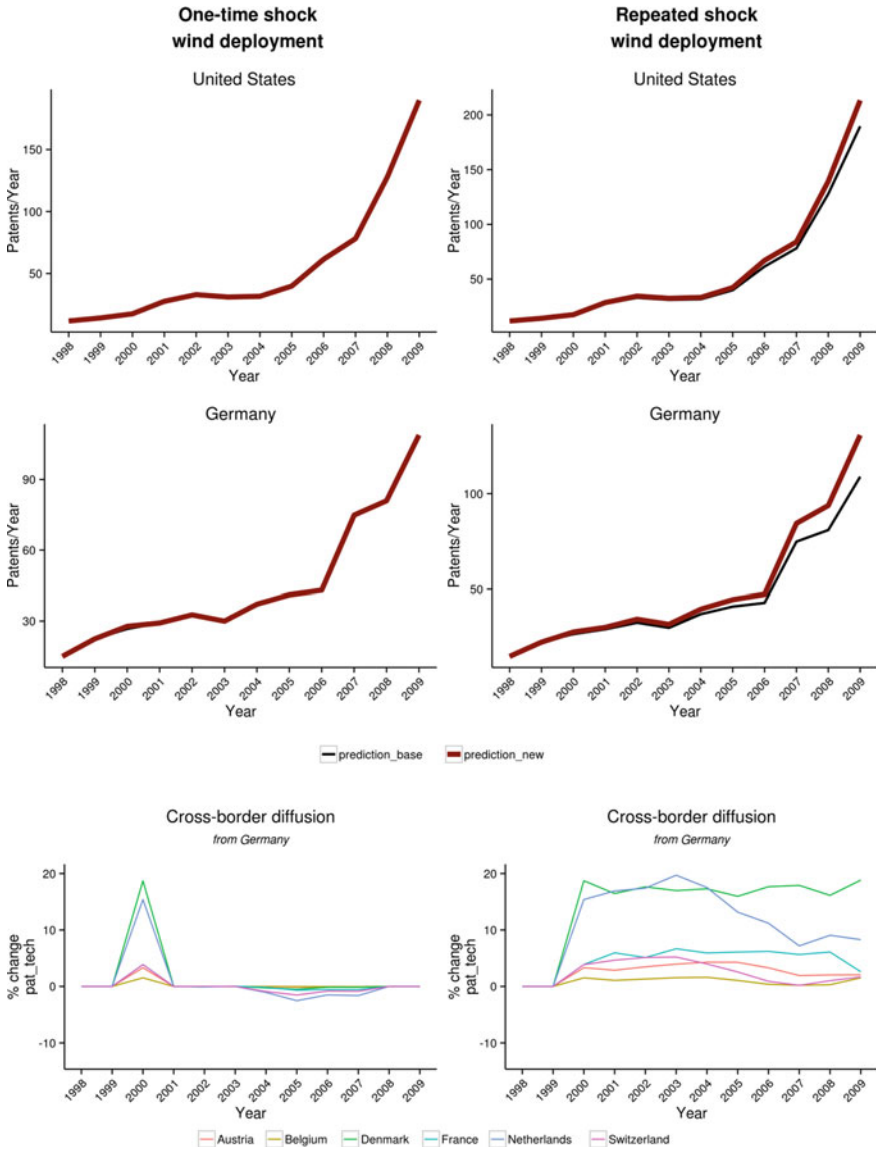 One-time shock
wind deployment
Repeated shock
wind deployment
United States
Patents/Year
150
100
50
1998 1999 2000 2001 2002 2003 2004 2005 2006 2007 2008 2009
Year
United States
Patents/Year
200
150
100
50
1998 1999 2000 2001 2002 2003 2004 2005 2006 2007 2008 2009
Year
Germany
Patents/Year
90
60
30
1998 1999 2000 2001 2002 2003 2004 2005 2006 2007 2008 2009
Year
Germany
Patents/Year
100
50
1998 1999 2000 2001 2002 2003 2004 2005 2006 2007 2008 2009
Year
prediction_base prediction_new
Cross-border diffusion
from Germany
% change
pat_tech
20
10
0
-10
1998 1999 2000 2001 2002 2003 2004 2005 2006 2007 2008 2009
Year
Cross-border diffusion
from Germany
% change
pat_tech
20
10
0
-10
1998 1999 2000 2001 2002 2003 2004 2005 2006 2007 2008 2009
Year
Austria Belgium Denmark France Netherlands Switzerland